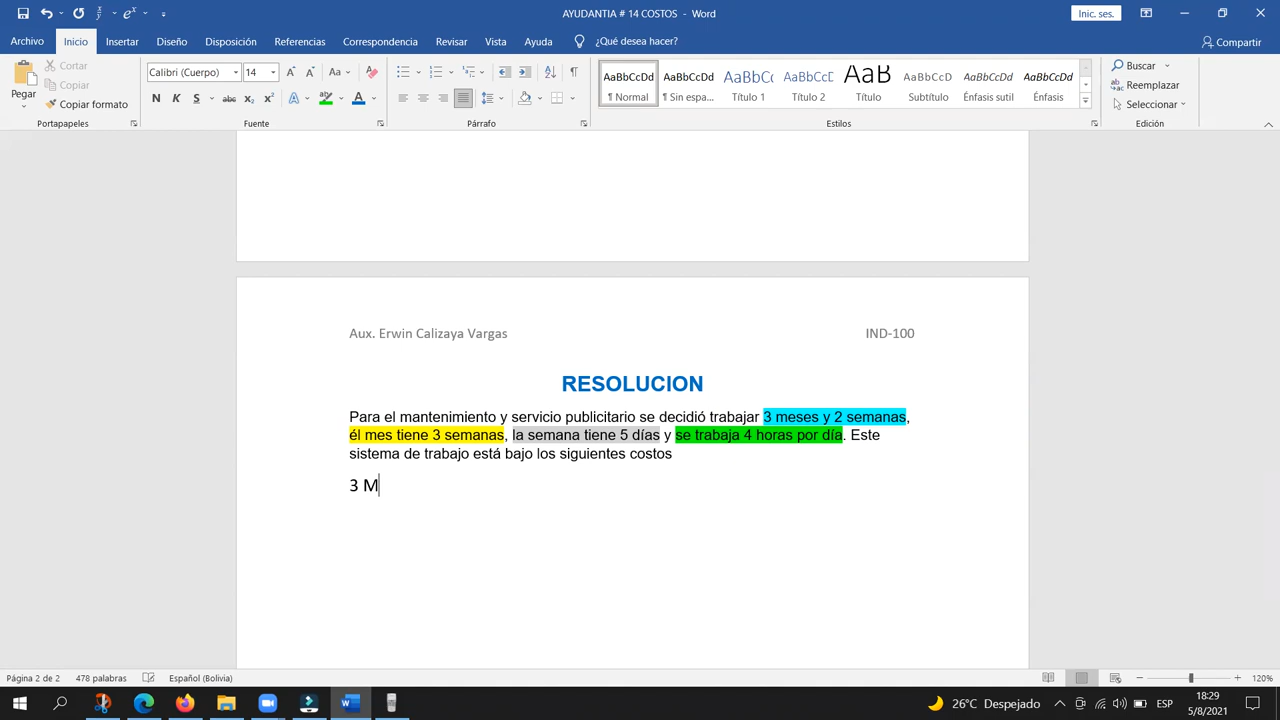 AYUDANTIA # 14 COSTOS - Word
Inic. ses.
Archivo Inicio Insertar Diseño Disposición Referencias Correspondencia Revisar Vista Ayuda ¿Qué desea hacer? Compartir
Pegar
Cortar
Copiar
Copiar formato
Portapapeles
Calibri (Cuerpo) 14
Fuente
Párrafo
AaBbCcDd AaBbCcDd AaBbCc AaBbCcD AaB AaBbCcDd AaBbCcDd AaBbCcDd
¶ Normal ¶ Sin espa... Título 1 Título 2 Título Subtítulo Énfasis sutil Énfasis
Estilos
Buscar
Reemplazar
Seleccionar
Edición
Aux. Erwin Calizaya Vargas IND-100
RESOLUCION
Para el mantenimiento y servicio publicitario se decidió trabajar 3 meses y 2 semanas,
él mes tiene 3 semanas, la semana tiene 5 días y se trabaja 4 horas por día. Este
sistema de trabajo está bajo los siguientes costos
3 M
Página 2 de 2 478 palabras Español (Bolivia) 120%
26°C Despejado ESP 18:29
5/8/2021